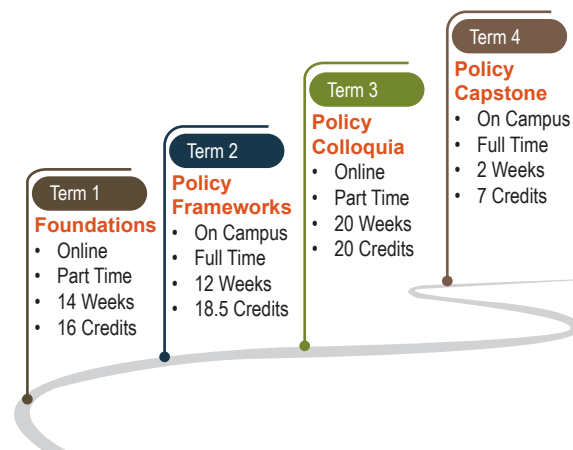 Term 1
Foundations
• Online
• Part Time
• 14 Weeks
• 16 Credits
Term 2
Policy
Frameworks
• On Campus
• Full Time
• 12 Weeks
• 18.5 Credits
Term 3
Policy
Colloquia
• Online
• Part Time
• 20 Weeks
• 20 Credits
Term 4
Policy
Capstone
• On Campus
• Full Time
• 2 Weeks
• 7 Credits